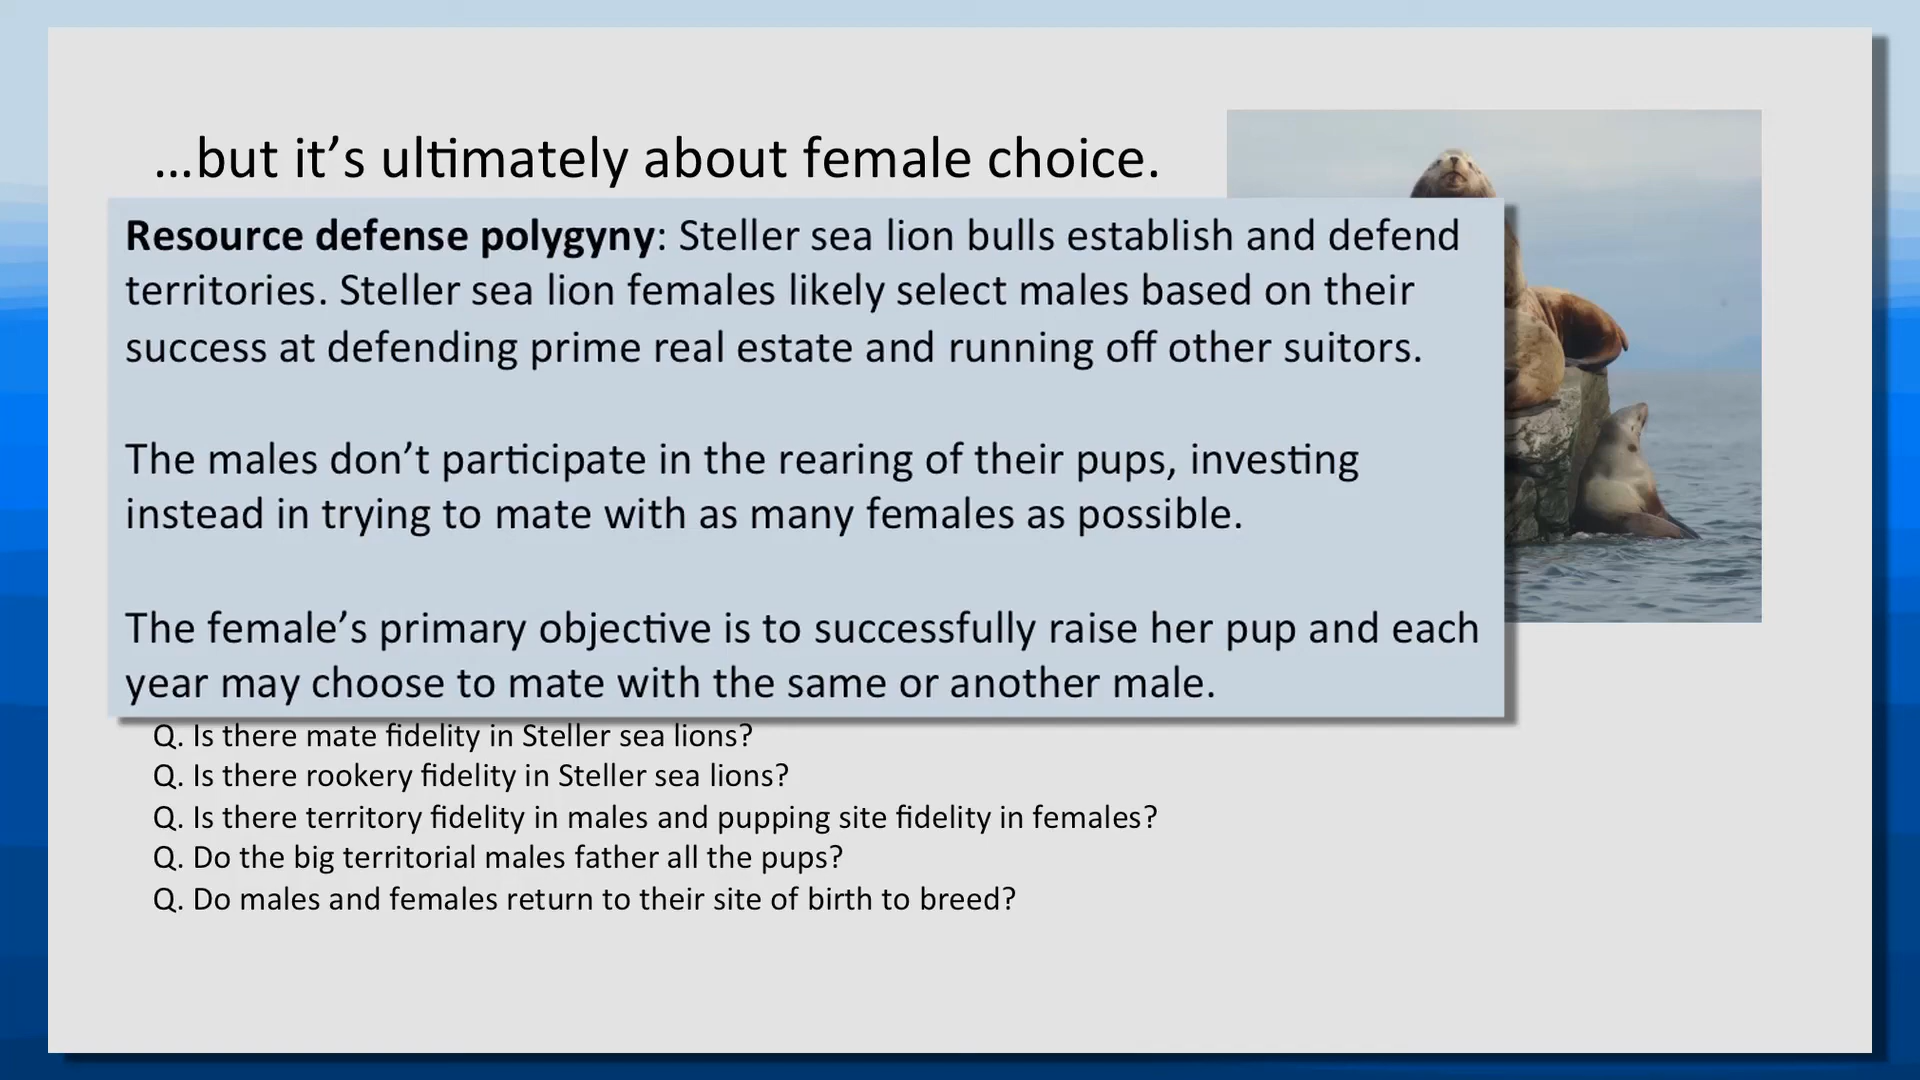 …but it’s ultimately about female choice.
Resource defense polygyny: Steller sea lion bulls establish and defend
territories. Steller sea lion females likely select males based on their
success at defending prime real estate and running off other suitors.
The males don’t participate in the rearing of their pups, investing
instead in trying to mate with as many females as possible.
The female’s primary objective is to successfully raise her pup and each
year may choose to mate with the same or another male.
Q. Is there mate fidelity in Steller sea lions?
Q. Is there rookery fidelity in Steller sea lions?
Q. Is there territory fidelity in males and pupping site fidelity in females?
Q. Do the big territorial males father all the pups?
Q. Do males and females return to their site of birth to breed?